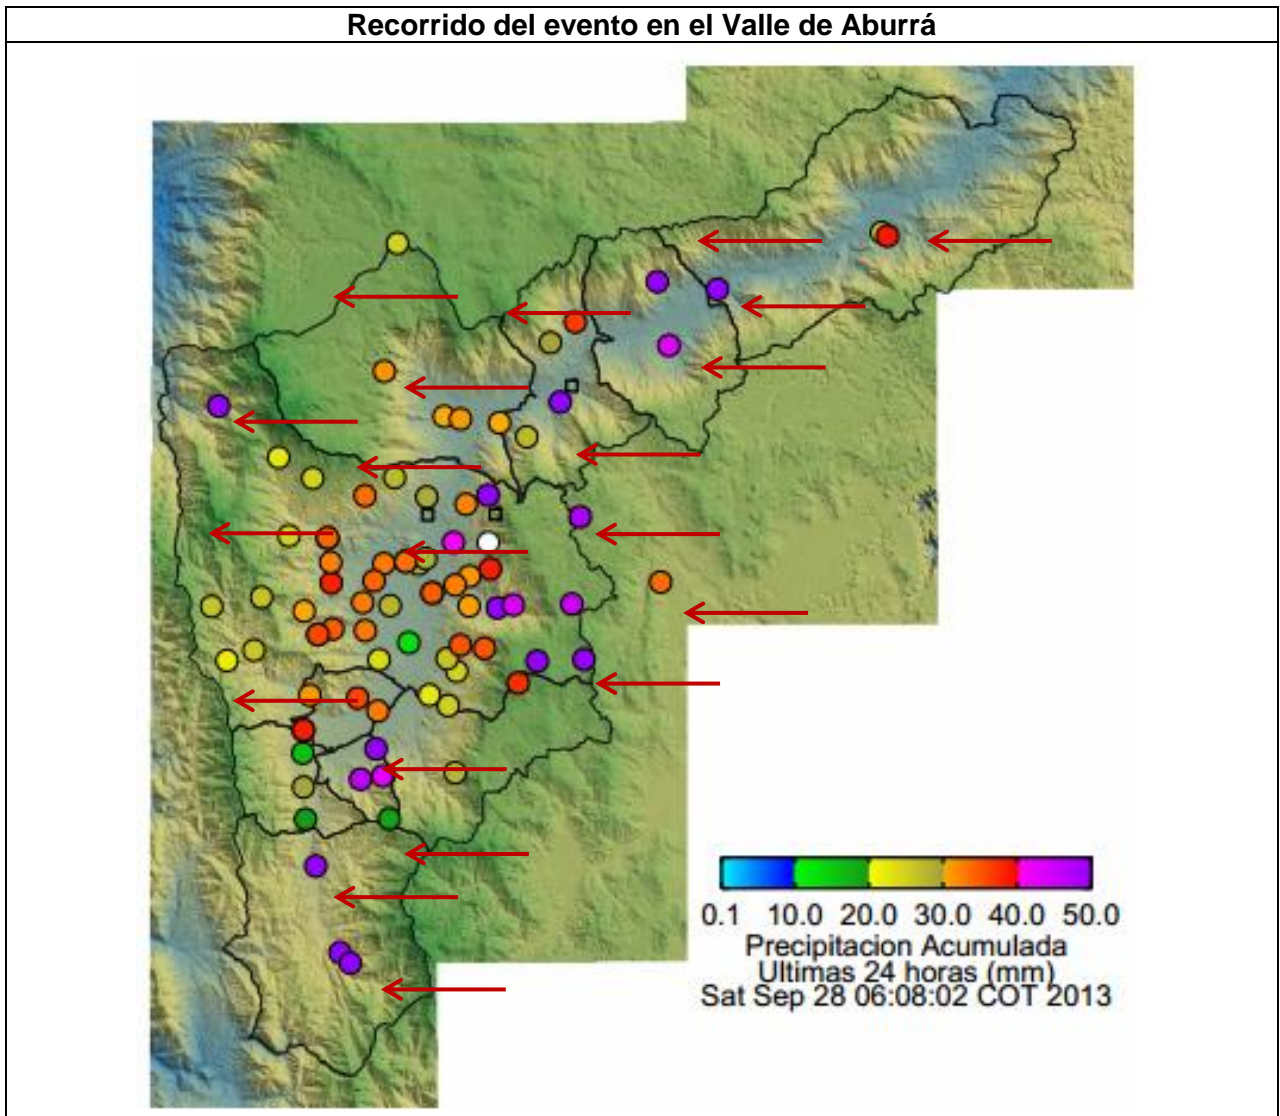 Recorrido del evento en el Valle de Aburrá
0.1 10.0 20.0 30.0 40.0 50.0
Precipitacion Acumulada
Ultimas 24 horas (mm)
Sat Sep 28 06:08:02 COT 2013